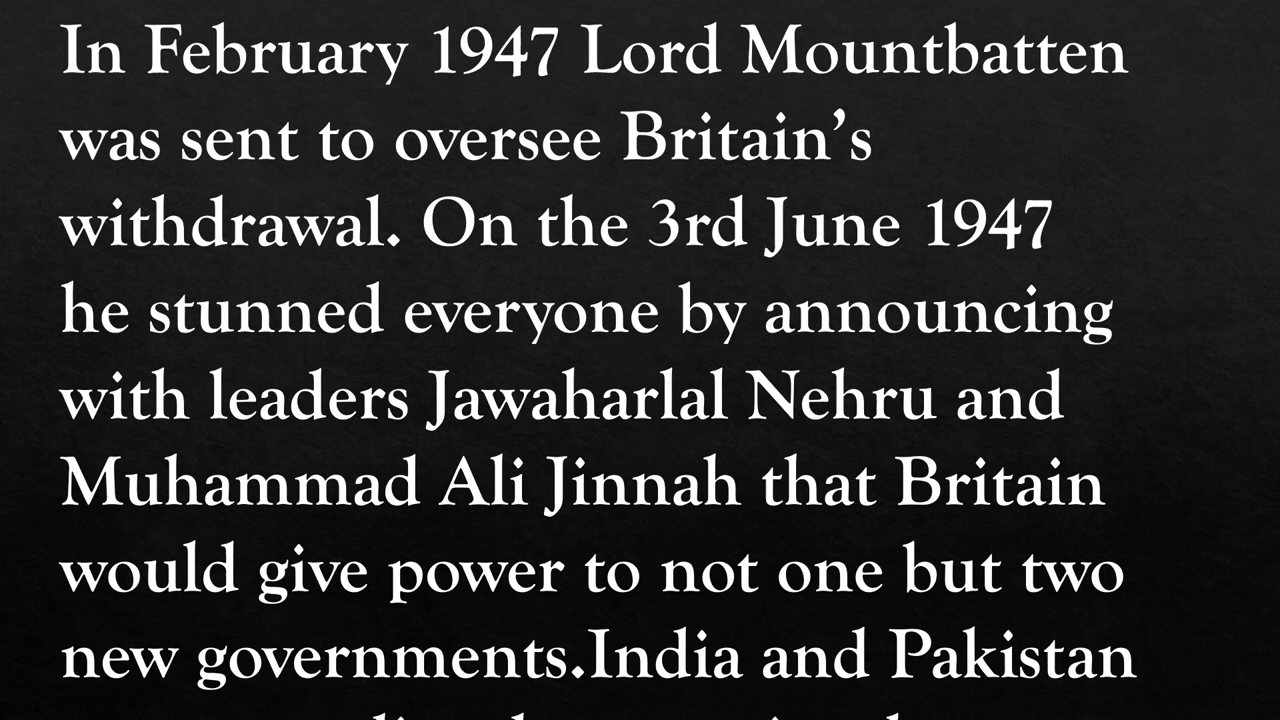 In February 1947 Lord Mountbatten
was sent to oversee Britain’s
withdrawal. On the 3rd June 1947
he stunned everyone by announcing
with leaders Jawaharlal Nehru and
Muhammad Ali Jinnah that Britain
would give power to not one but two
new governments.India and Pakistan